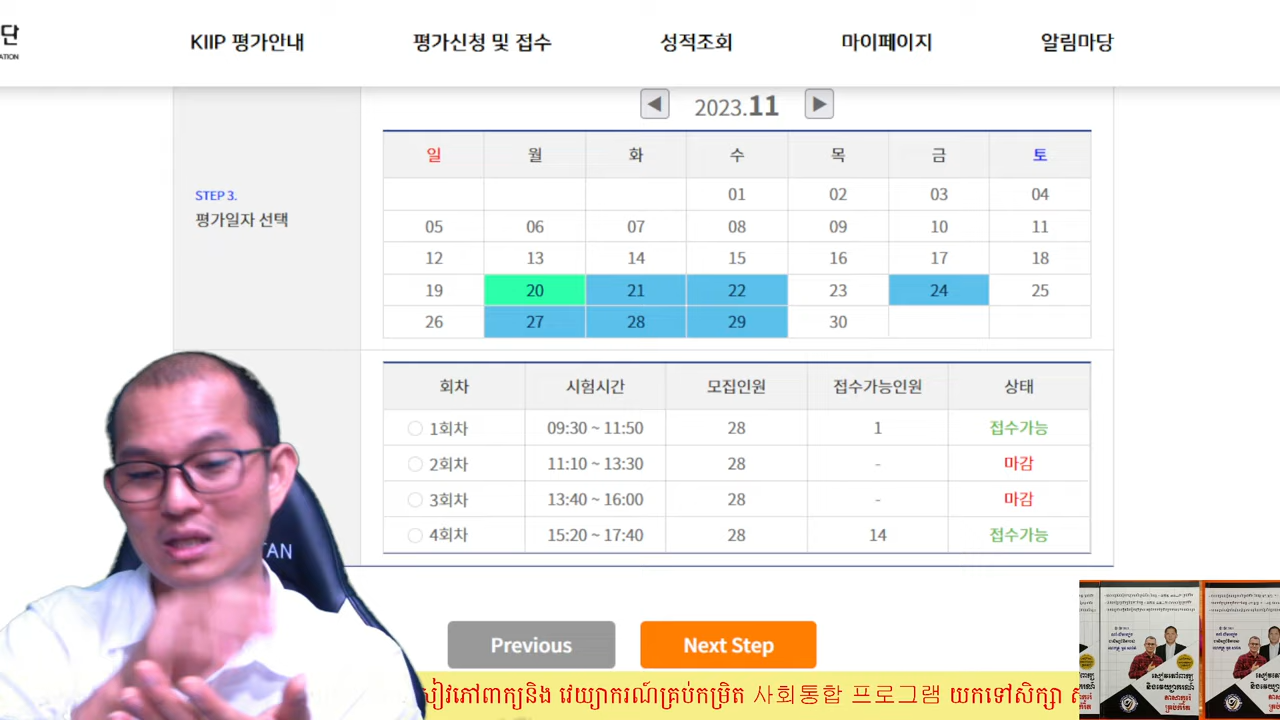 단
ATION
KIIP 평가안내 평가신청 및 접수 성적조회 마이페이지 알림마당
◀ 2023.11 ▶
일 월 화 수 목 금 토
01 02 03 04
STEP 3.
평가일자 선택
05 06 07 08 09 10 11
12 13 14 15 16 17 18
19 20 21 22 23 24 25
26 27 28 29 30
회차 시험시간 모집인원 접수가능인원 상태
1회차 09:30 ~ 11:50 28 1 접수가능
2회차 11:10 ~ 13:30 28 - 마감
3회차 13:40 ~ 16:00 28 - 마감
4회차 15:20 ~ 17:40 28 14 접수가능
TAN
Previous Next Step
សៀវភៅពាក្យនិង វេយ្យាករណ៍គ្រប់កម្រិត 사회통합 프로그램 យកទៅសិក្សា